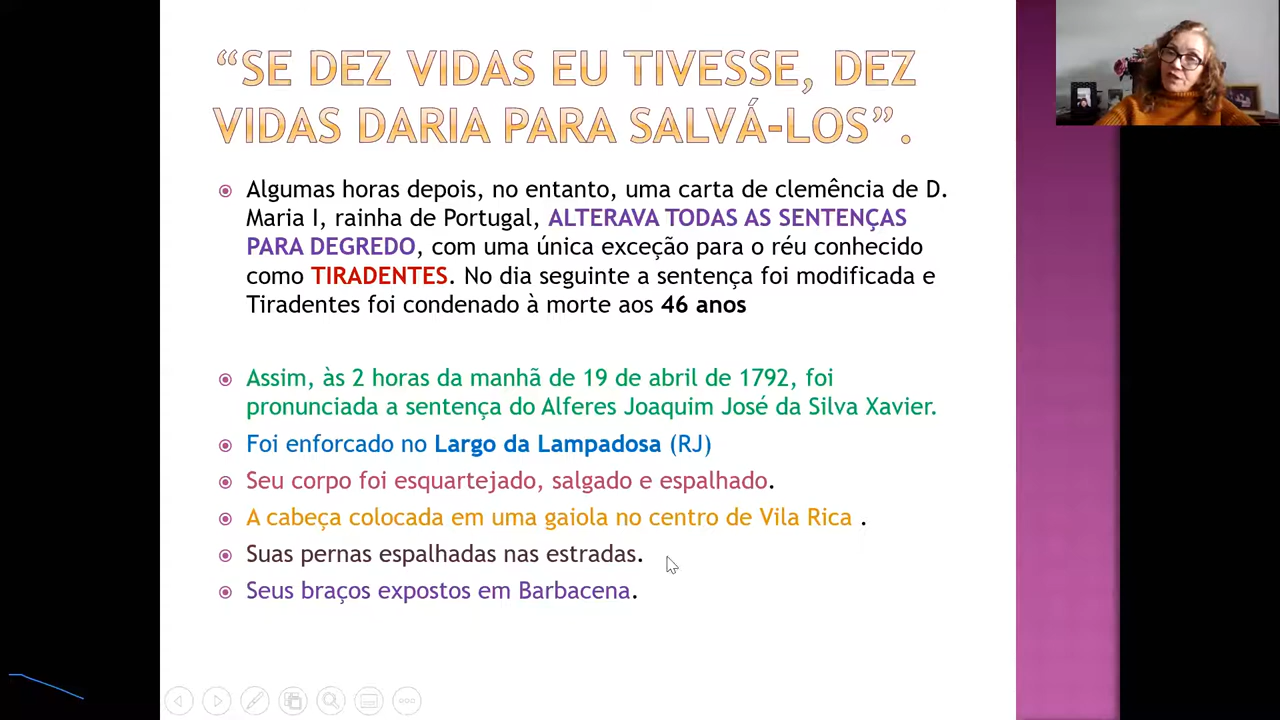 “SE DEZ VIDAS EU TIVESSE, DEZ
VIDAS DARIA PARA SALVÁ-LOS”.
Algumas horas depois, no entanto, uma carta de clemência de D.
Maria I, rainha de Portugal, ALTERAVA TODAS AS SENTENÇAS
PARA DEGREDO, com uma única exceção para o réu conhecido
como TIRADENTES. No dia seguinte a sentença foi modificada e
Tiradentes foi condenado à morte aos 46 anos
Assim, às 2 horas da manhã de 19 de abril de 1792, foi
pronunciada a sentença do Alferes Joaquim José da Silva Xavier.
Foi enforcado no Largo da Lampadosa (RJ)
Seu corpo foi esquartejado, salgado e espalhado.
A cabeça colocada em uma gaiola no centro de Vila Rica .
Suas pernas espalhadas nas estradas.
Seus braços expostos em Barbacena.